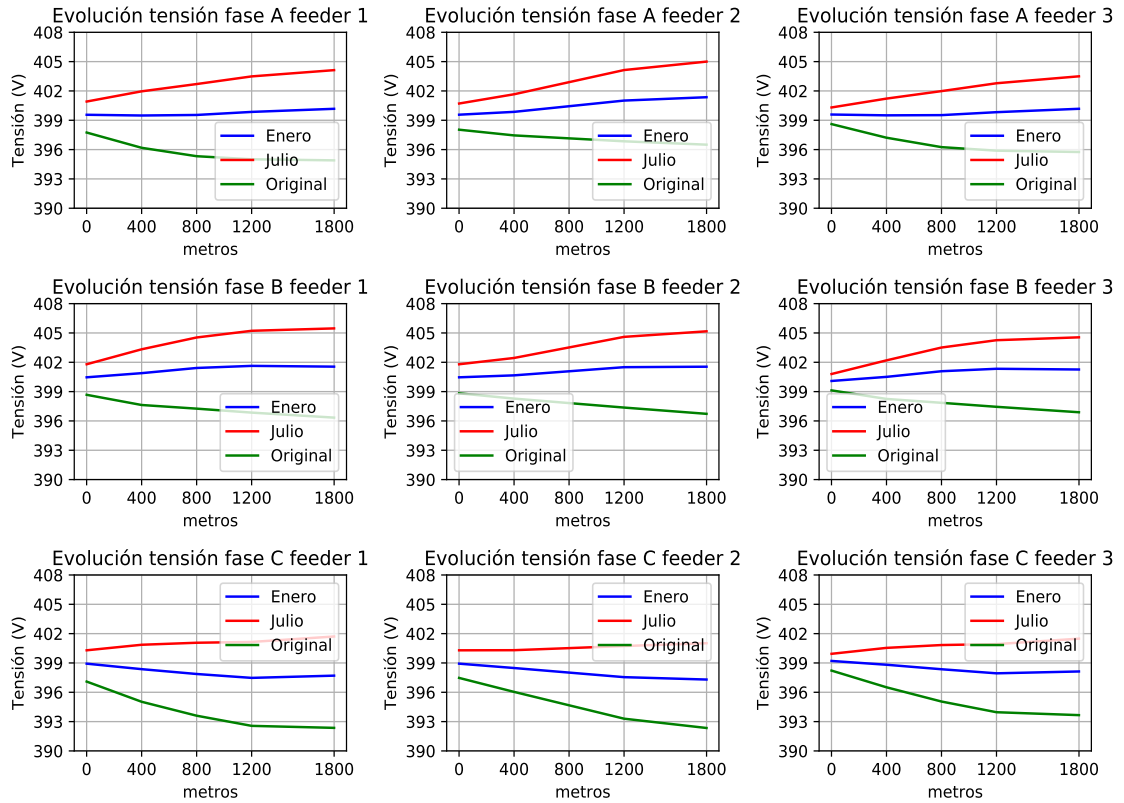 Evolución tensión fase A feeder 1
Tensión (V)
408
405
402
399
396
393
390
Enero
Julio
Original
0 400 800 1200 1800
metros
Evolución tensión fase A feeder 2
Tensión (V)
408
405
402
399
396
393
390
Enero
Julio
Original
0 400 800 1200 1800
metros
Evolución tensión fase A feeder 3
Tensión (V)
408
405
402
399
396
393
390
Enero
Julio
Original
0 400 800 1200 1800
metros
Evolución tensión fase B feeder 1
Tensión (V)
408
405
402
399
396
393
390
Enero
Julio
Original
0 400 800 1200 1800
metros
Evolución tensión fase B feeder 2
Tensión (V)
408
405
402
399
396
393
390
Enero
Julio
Original
0 400 800 1200 1800
metros
Evolución tensión fase B feeder 3
Tensión (V)
408
405
402
399
396
393
390
Enero
Julio
Original
0 400 800 1200 1800
metros
Evolución tensión fase C feeder 1
Tensión (V)
408
405
402
399
396
393
390
Enero
Julio
Original
0 400 800 1200 1800
metros
Evolución tensión fase C feeder 2
Tensión (V)
408
405
402
399
396
393
390
Enero
Julio
Original
0 400 800 1200 1800
metros
Evolución tensión fase C feeder 3
Tensión (V)
408
405
402
399
396
393
390
Enero
Julio
Original
0 400 800 1200 1800
metros